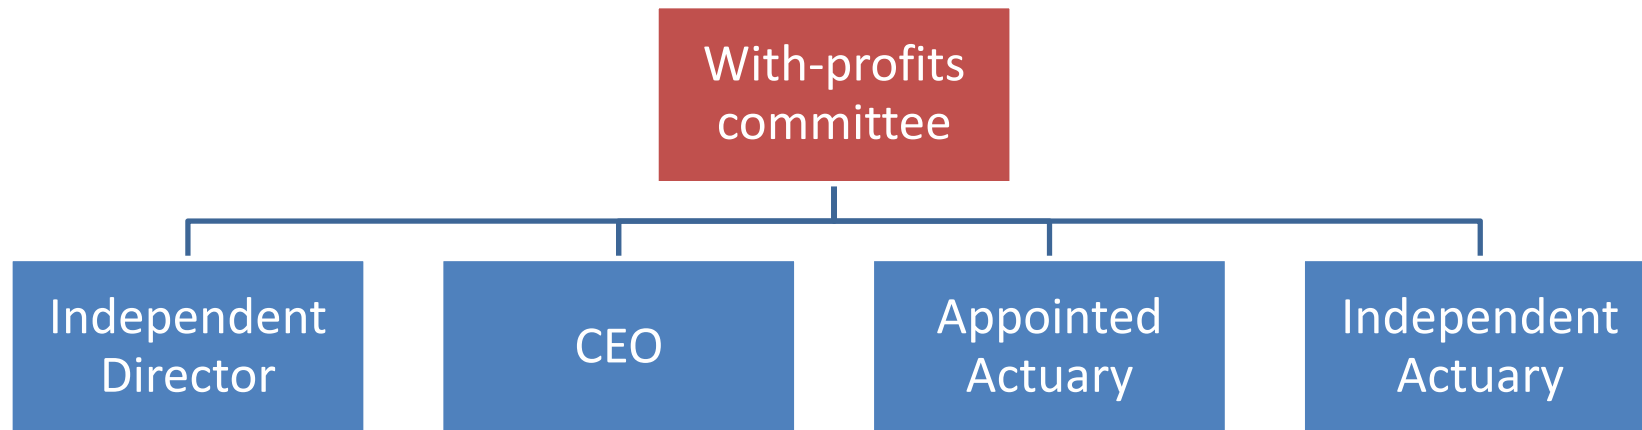 With-profits
committee
Independent
Director
CEO
Appointed
Actuary
Independent
Actuary